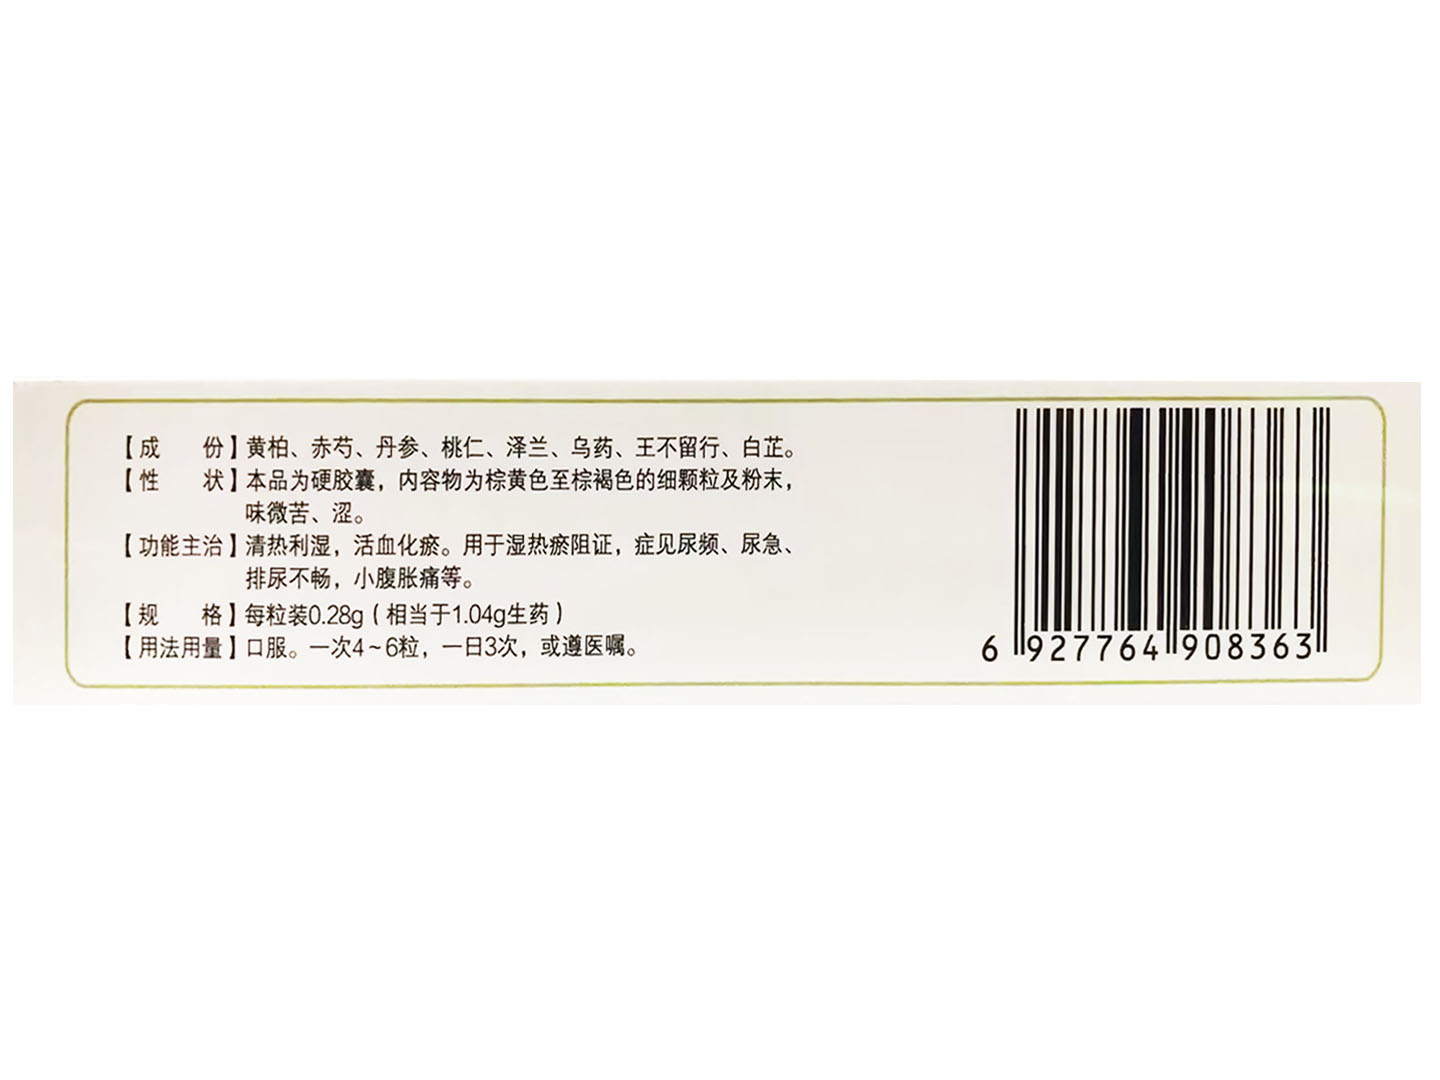 【成　　份】黄柏、赤芍、丹参、桃仁、泽兰、乌药、王不留行、白芷。
【性　　状】本品为硬胶囊，内容物为棕黄色至棕褐色的细颗粒及粉末，
味微苦、涩。
【功能主治】清热利湿，活血化瘀。用于湿热瘀阻证，症见尿频、尿急、
排尿不畅，小腹胀痛等。
【规　　格】每粒装0.28g（相当于1.04g生药）
【用法用量】口服。一次4~6粒，一日3次，或遵医嘱。
6 927764 908363